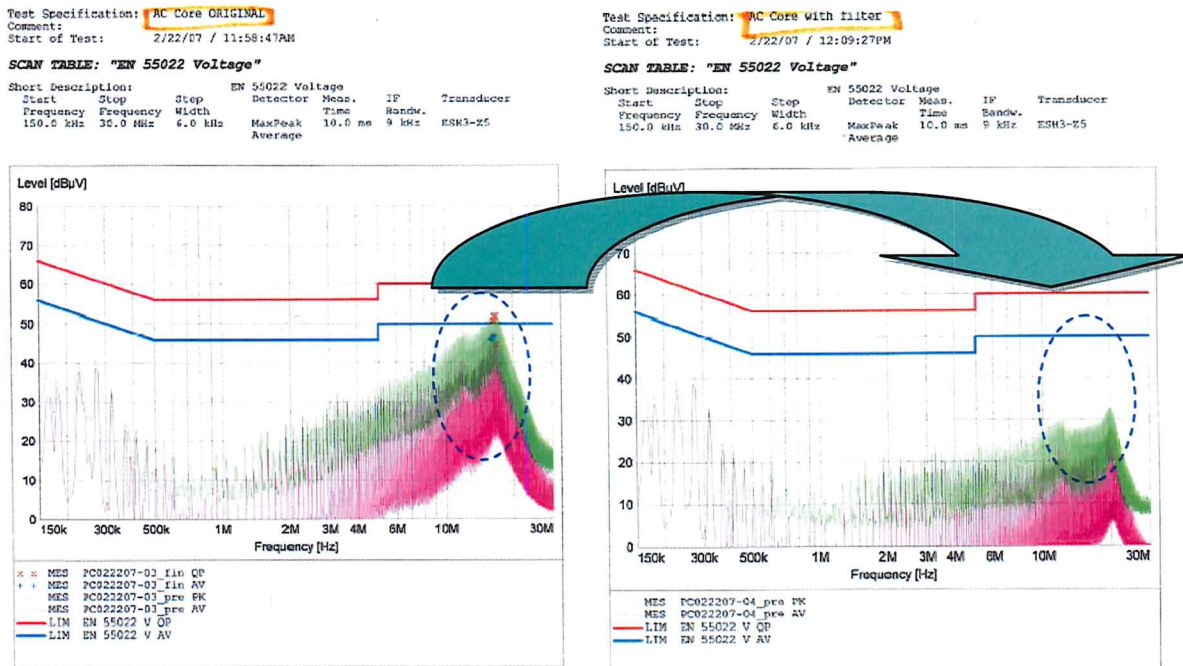 Test Specification: AC Core ORIGINAL
Comment:
Start of Test: 2/22/07 / 11:58:47AM
SCAN TABLE: "EN 55022 Voltage"
Short Description: EN 55022 Voltage
Start Stop Step Detector Meas. IF Transducer
Frequency Frequency Width Time Bandw.
150.0 kHz 30.0 MHz 6.0 kHz MaxPeak 10.0 ms 9 kHz ESH3-Z5
Average
Level [dBµV]
80
70
60
50
40
30
20
10
0
150k 300k 500k 1M 2M 3M 4M 6M 10M 30M
Frequency [Hz]
x x MES PC022207-03_fin QP
+ + MES PC022207-03_fin AV
MES PC022207-03_pre PK
MES PC022207-03_pre AV
LIM EN 55022 V QP
LIM EN 55022 V AV
Test Specification: AC Core with filter
Comment:
Start of Test: 2/22/07 / 12:09:27PM
SCAN TABLE: "EN 55022 Voltage"
Short Description: EN 55022 Voltage
Start Stop Step Detector Meas. IF Transducer
Frequency Frequency Width Time Bandw.
150.0 kHz 30.0 MHz 6.0 kHz MaxPeak 10.0 ms 9 kHz ESH3-Z5
Average
Level [dBµV]
70
60
50
40
30
20
10
0
150k 300k 500k 1M 2M 3M 4M 6M 10M 30M
Frequency [Hz]
MES PC022207-04_pre PK
MES PC022207-04_pre AV
LIM EN 55022 V QP
LIM EN 55022 V AV